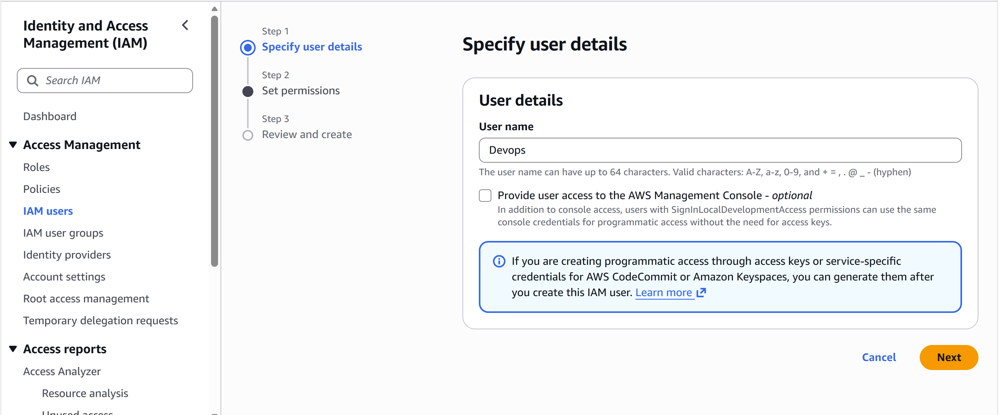 Identity and Access
Management (IAM)
Search IAM
Dashboard
Access Management
Roles
Policies
IAM users
IAM user groups
Identity providers
Account settings
Root access management
Temporary delegation requests
Access reports
Access Analyzer
Resource analysis
Unused access
Step 1
Specify user details
Step 2
Set permissions
Step 3
Review and create
Specify user details
User details
User name
Devops
The user name can have up to 64 characters. Valid characters: A-Z, a-z, 0-9, and + = , . @ _ - (hyphen)
Provide user access to the AWS Management Console - optional
In addition to console access, users with SignInLocalDevelopmentAccess permissions can use the same
console credentials for programmatic access without the need for access keys.
If you are creating programmatic access through access keys or service-specific
credentials for AWS CodeCommit or Amazon Keyspaces, you can generate them after
you create this IAM user. Learn more
Cancel
Next